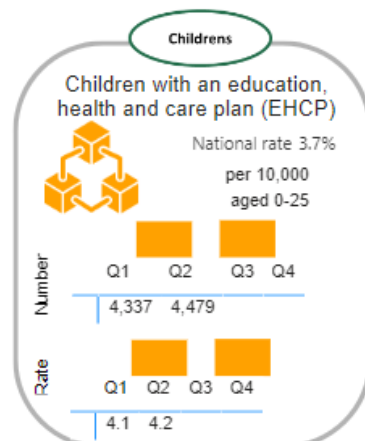 Childrens
Children with an education,
health and care plan (EHCP)
National rate 3.7%
per 10,000
aged 0-25
Number
Q1 Q2 Q3 Q4
4,337 4,479
Rate
Q1 Q2 Q3 Q4
4.1 4.2